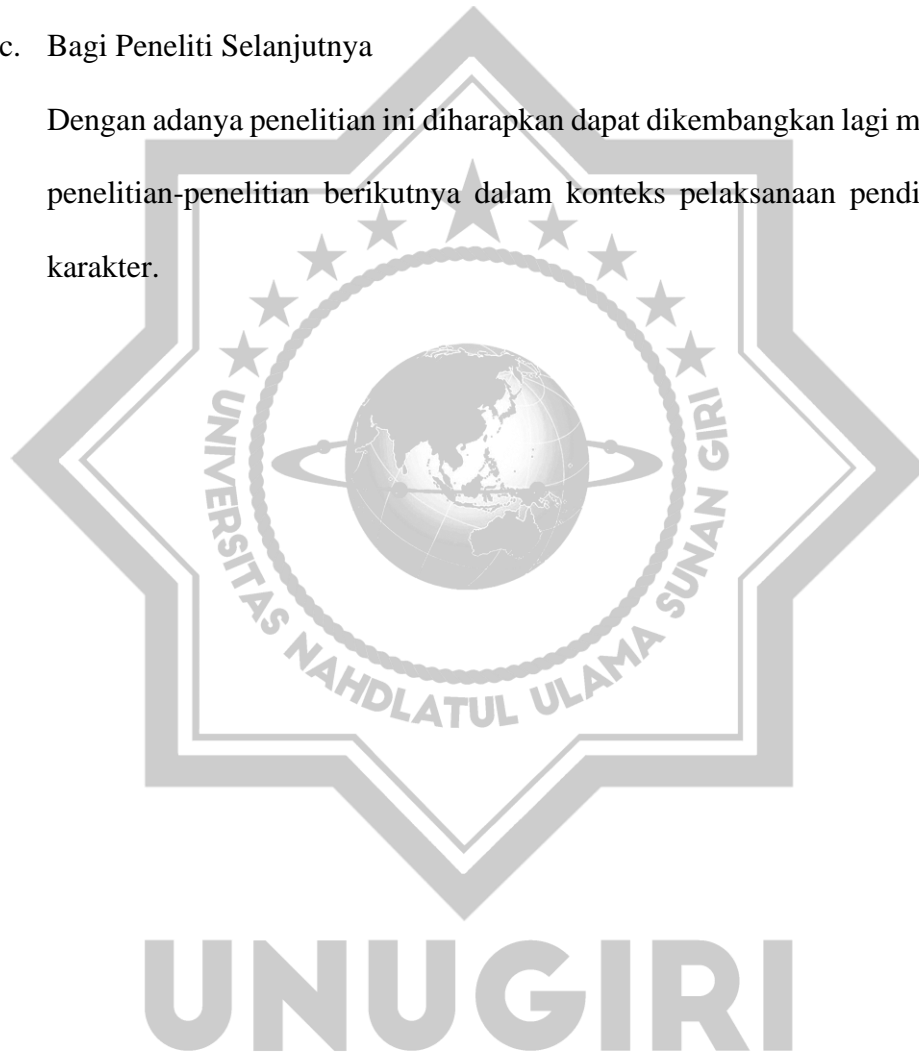 c. Bagi Peneliti Selanjutnya
Dengan adanya penelitian ini diharapkan dapat dikembangkan lagi m
penelitian-penelitian berikutnya dalam konteks pelaksanaan pendi
karakter.
UNIVERSITAS NAHDLATUL ULAMA SUNAN GIRI
UNUGIRI